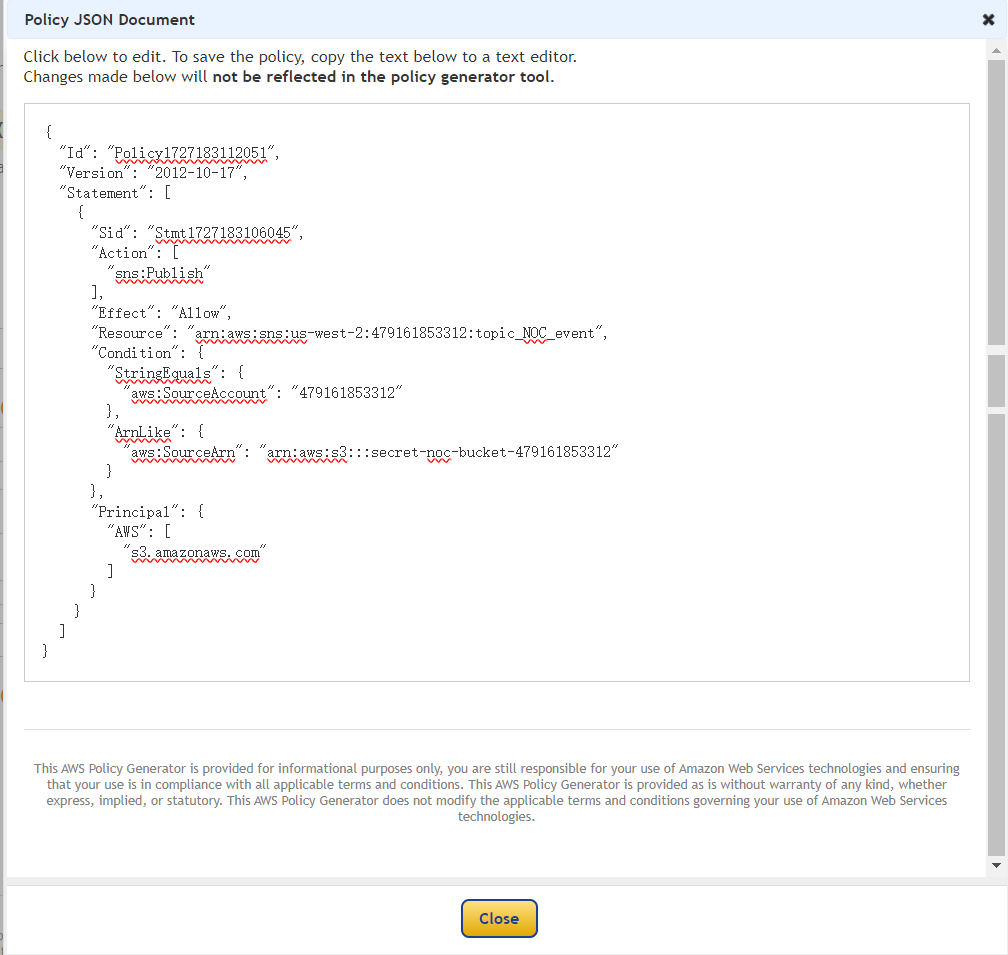 Policy JSON Document
Click below to edit. To save the policy, copy the text below to a text editor.
Changes made below will not be reflected in the policy generator tool.
{
"Id": "Policy1727183112051",
"Version": "2012-10-17",
"Statement": [
{
"Sid": "Stmt1727183106045",
"Action": [
"sns:Publish"
],
"Effect": "Allow",
"Resource": "arn:aws:sns:us-west-2:479161853312:topic_NOC_event",
"Condition": {
"StringEquals": {
"aws:SourceAccount": "479161853312"
},
"ArnLike": {
"aws:SourceArn": "arn:aws:s3:::secret-noc-bucket-479161853312"
}
},
"Principal": {
"AWS": [
"s3.amazonaws.com"
]
}
}
]
}
This AWS Policy Generator is provided for informational purposes only, you are still responsible for your use of Amazon Web Services technologies and ensuring
that your use is in compliance with all applicable terms and conditions. This AWS Policy Generator is provided as is without warranty of any kind, whether
express, implied, or statutory. This AWS Policy Generator does not modify the applicable terms and conditions governing your use of Amazon Web Services
technologies.
Close